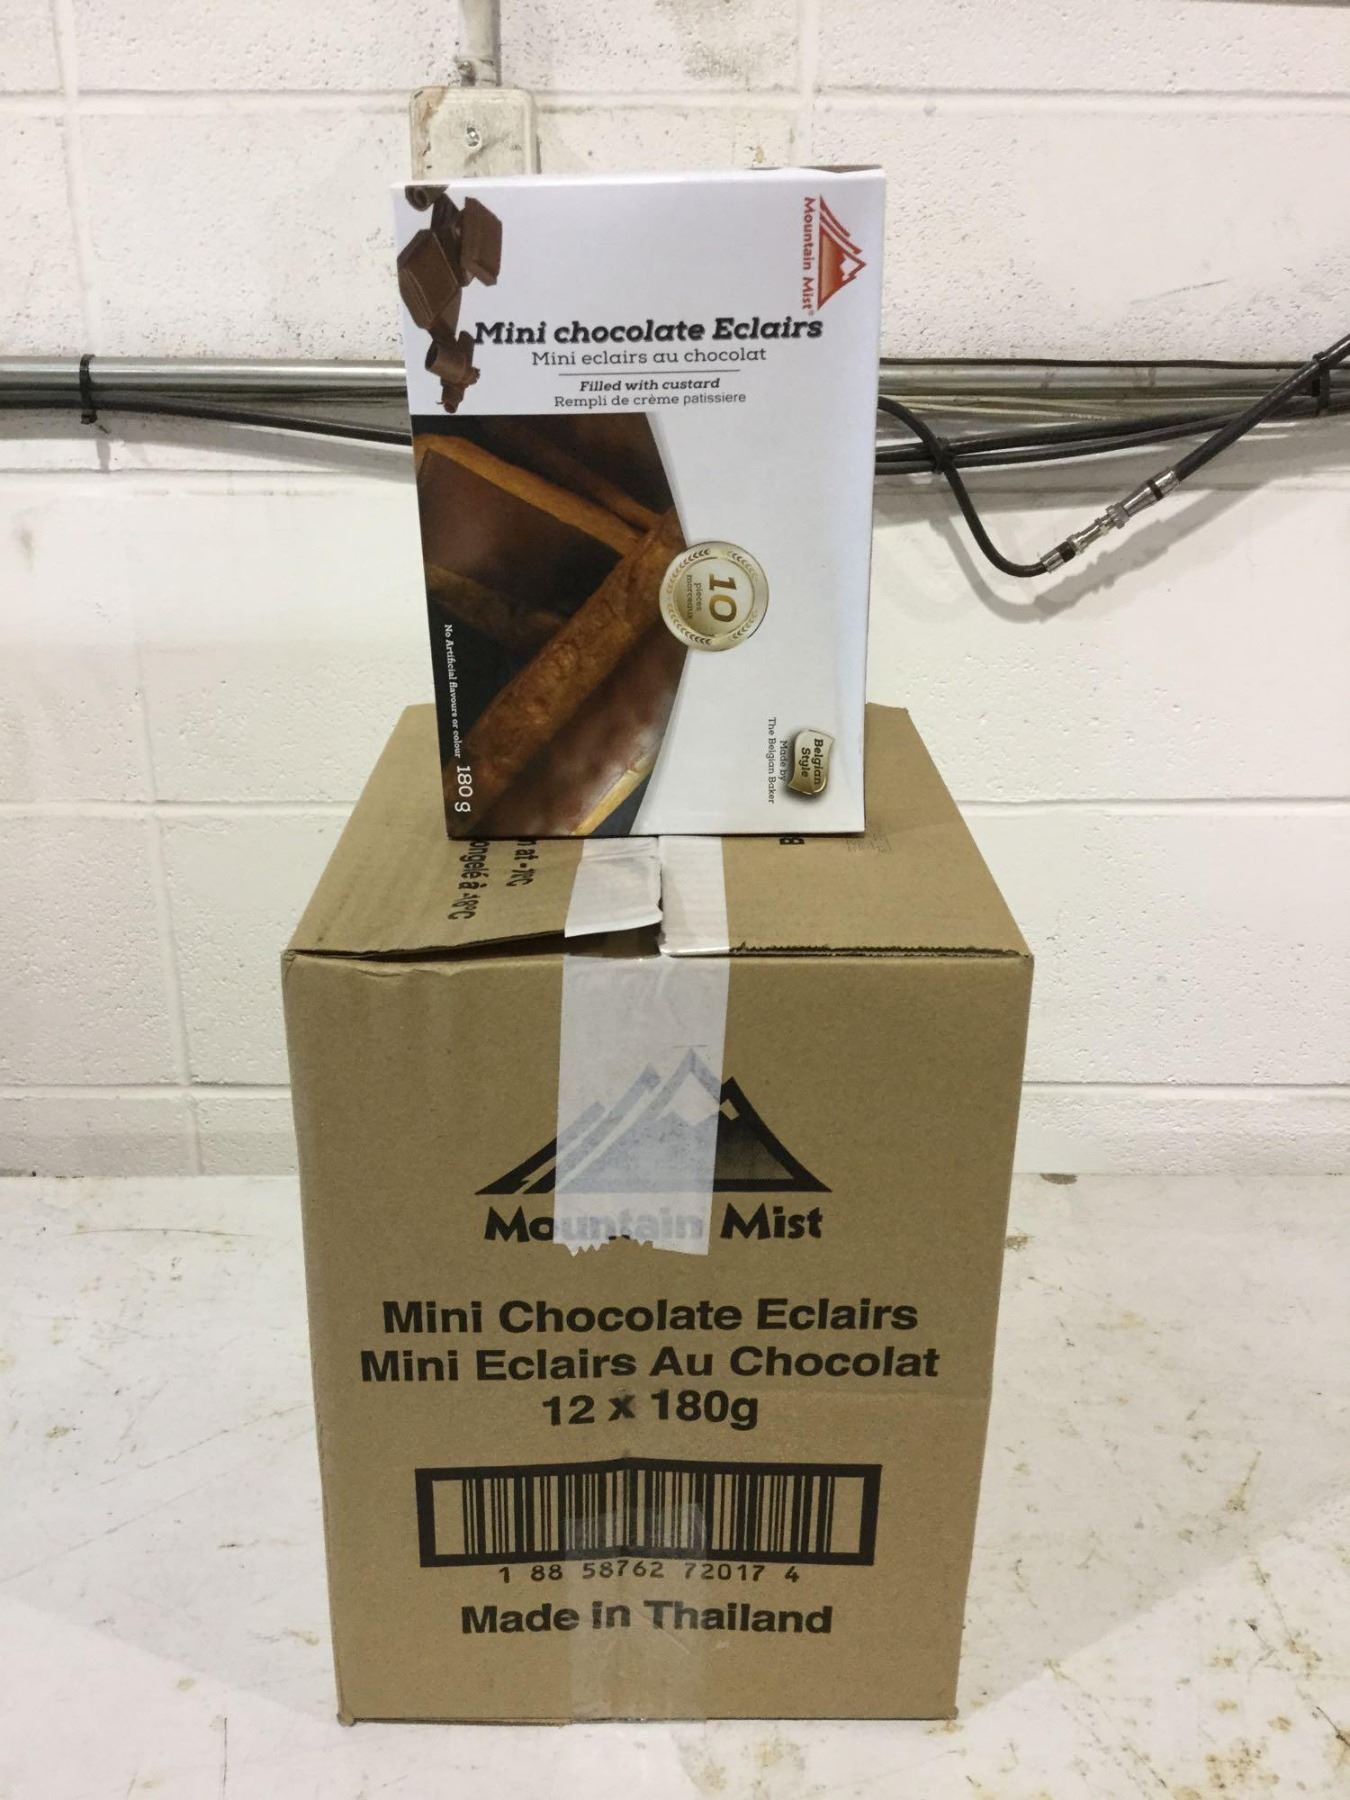 Mountain Mist®
Mini chocolate Eclairs
Mini eclairs au chocolat
Filled with custard
Rempli de crème patissiere
10
pieces
morceaux
No Artificial flavours or colour 180 g
Belgian
Style
Made by
The Belgian Baker
Mountain Mist
Mini Chocolate Eclairs
Mini Eclairs Au Chocolat
12 x 180g
1 88 58762 72017 4
Made in Thailand